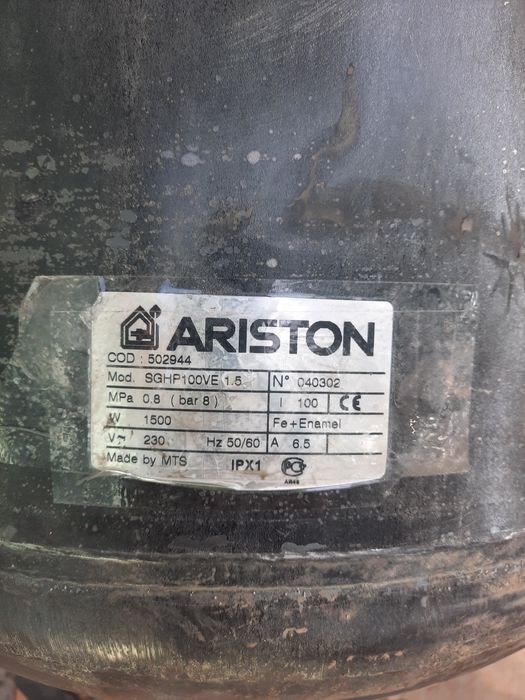 ARISTON
COD : 502944
Mod. SGHP100VE 1.5 N° 040302
MPa 0.8 ( bar 8 ) l 100 CE
W 1500 Fe+Enamel
V~ 230 Hz 50/60 A 6.5
Made by MTS IPX1